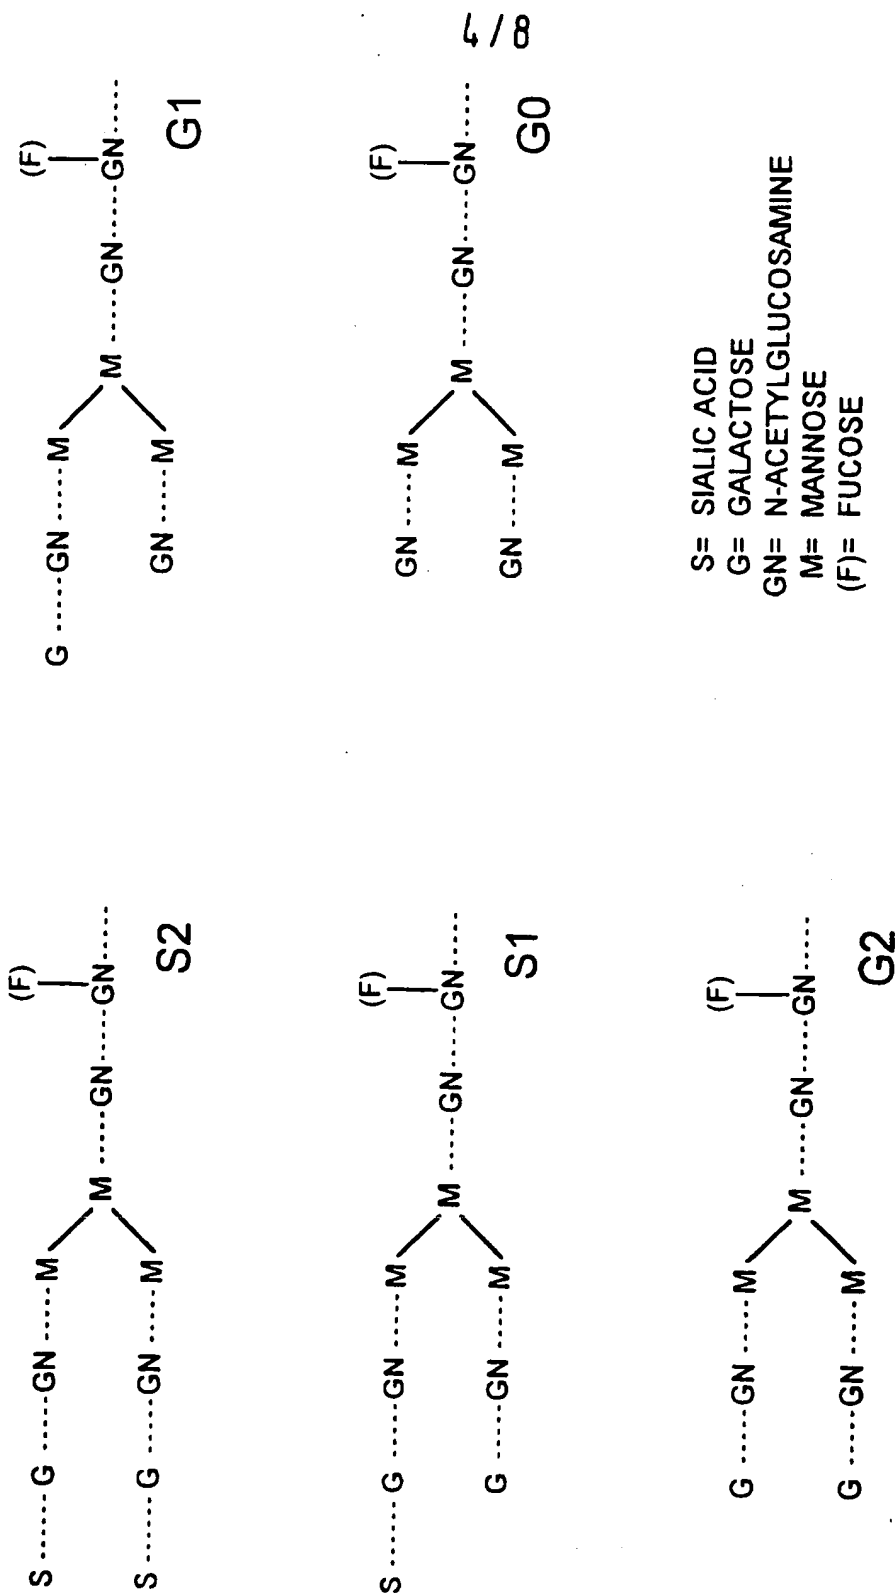 4/8
S ...... G ...... GN ..... M
M ..... GN ..... GN .....
(F)
S ...... G ...... GN ..... M
S2
S ...... G ...... GN ..... M
M ..... GN ..... GN .....
(F)
G ..... GN ..... M
S1
G ..... GN ..... M
M ..... GN ..... GN .....
(F)
G ..... GN ..... M
G2
G ..... GN ..... M
M ..... GN ..... GN .....
(F)
GN ..... M
G1
GN ..... M
M ..... GN ..... GN .....
(F)
GN ..... M
G0
S= SIALIC ACID
G= GALACTOSE
GN= N-ACETYLGLUCOSAMINE
M= MANNOSE
(F)= FUCOSE